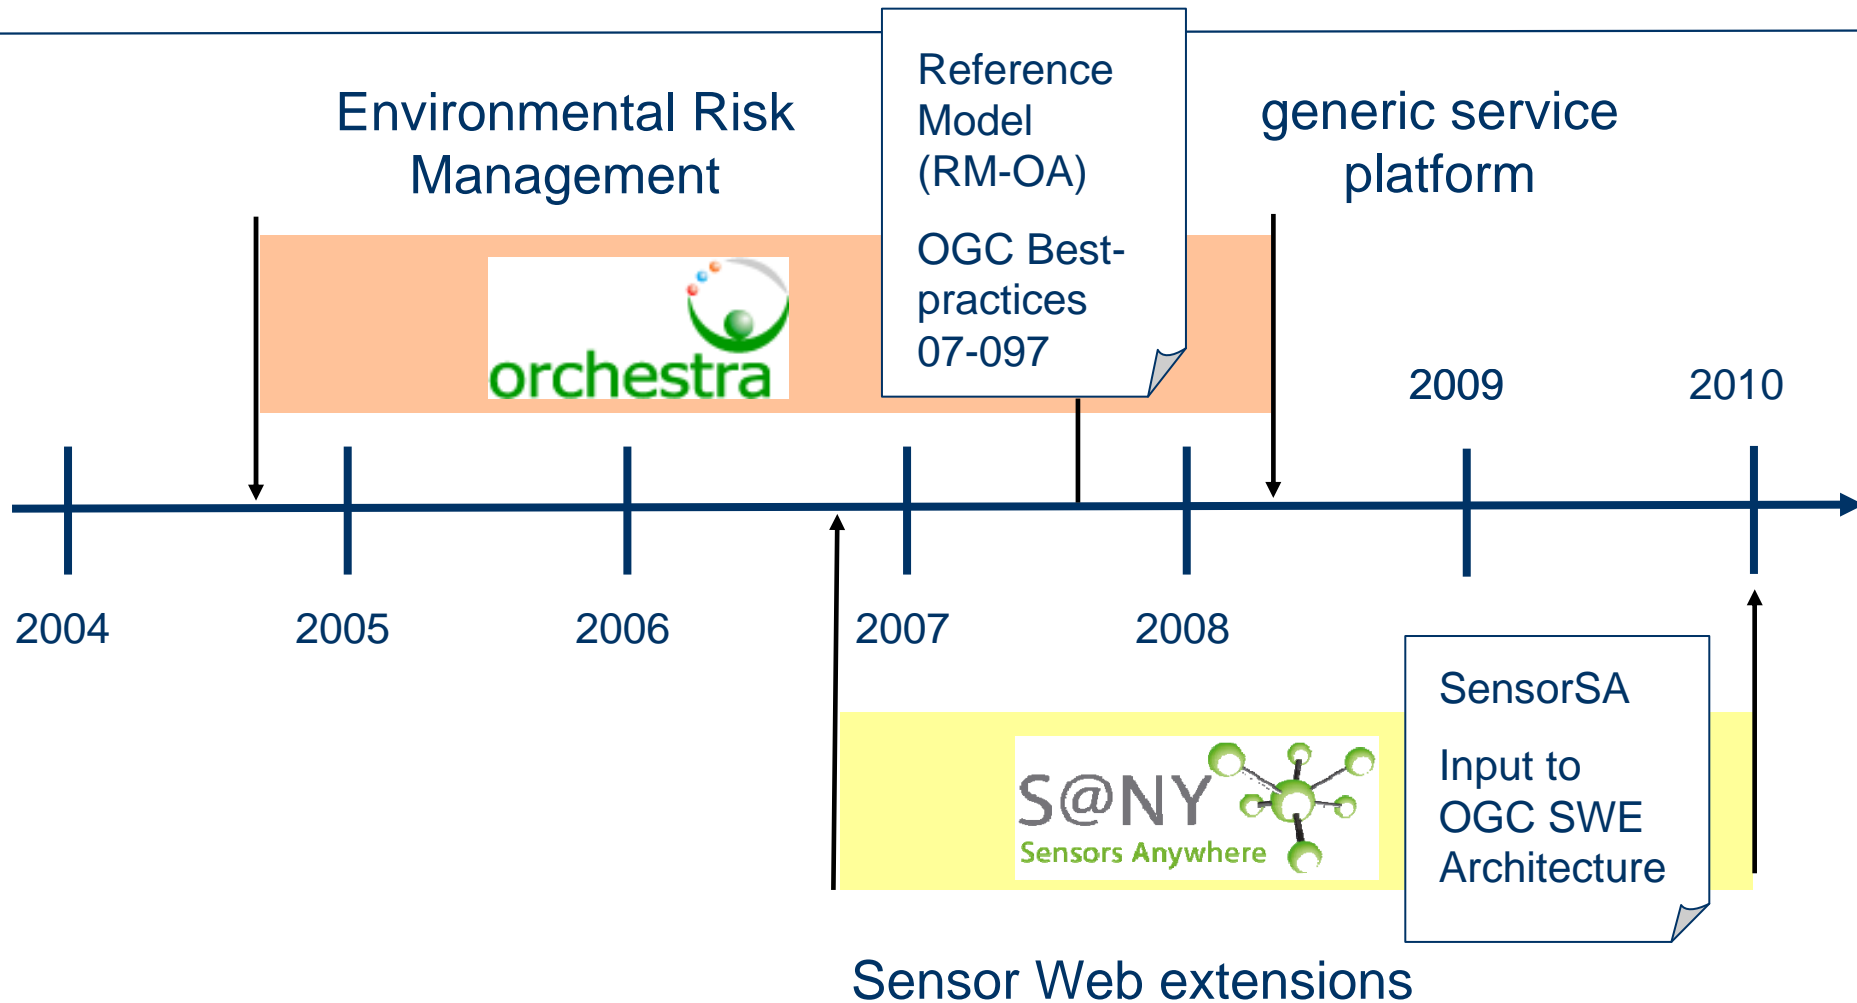 Environmental Risk
Management
Reference
Model
(RM-OA)
OGC Best-
practices
07-097
generic service
platform
orchestra
2009
2010
2004
2005
2006
2007
2008
S@NY
Sensors Anywhere
SensorSA
Input to
OGC SWE
Architecture
Sensor Web extensions